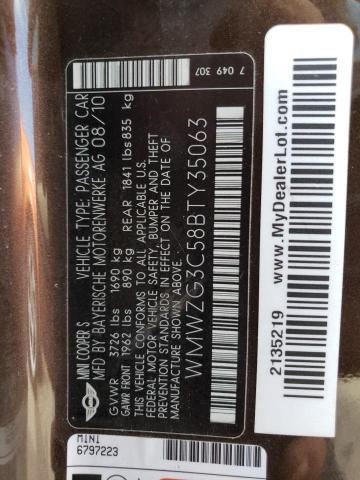 MINI COOPER S VEHICLE TYPE: PASSENGER CAR
MFD BY BAYERISCHE MOTORENWERKE AG 08/10
GVWR 3726 lbs 1690 kg
GAWR FRONT 1962 lbs 890 kg REAR 1841 lbs 835 kg
THIS VEHICLE CONFORMS TO ALL APPLICABLE U.S.
FEDERAL MOTOR VEHICLE SAFETY, BUMPER AND THEFT
PREVENTION STANDARDS IN EFFECT ON THE DATE OF
MANUFACTURE SHOWN ABOVE.
WMWZG3C58BTY35063
7 049 307
2135219 www.MyDealerLot.com
MINI
6797223